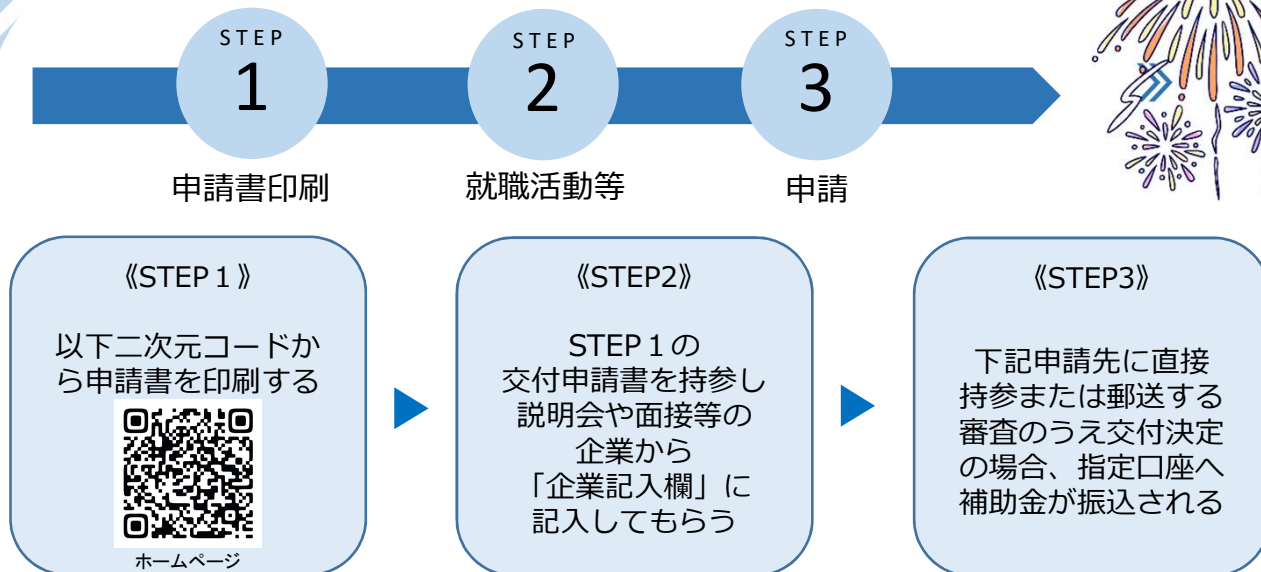 STEP
1
STEP
2
STEP
3
申請書印刷
就職活動等
申請
《STEP１》
以下二次元コードか
ら申請書を印刷する
ホームページ
《STEP2》
STEP１の
交付申請書を持参し
説明会や面接等の
企業から
「企業記入欄」に
記入してもらう
《STEP3》
下記申請先に直接
持参または郵送する
審査のうえ交付決定
の場合、指定口座へ
補助金が振込される